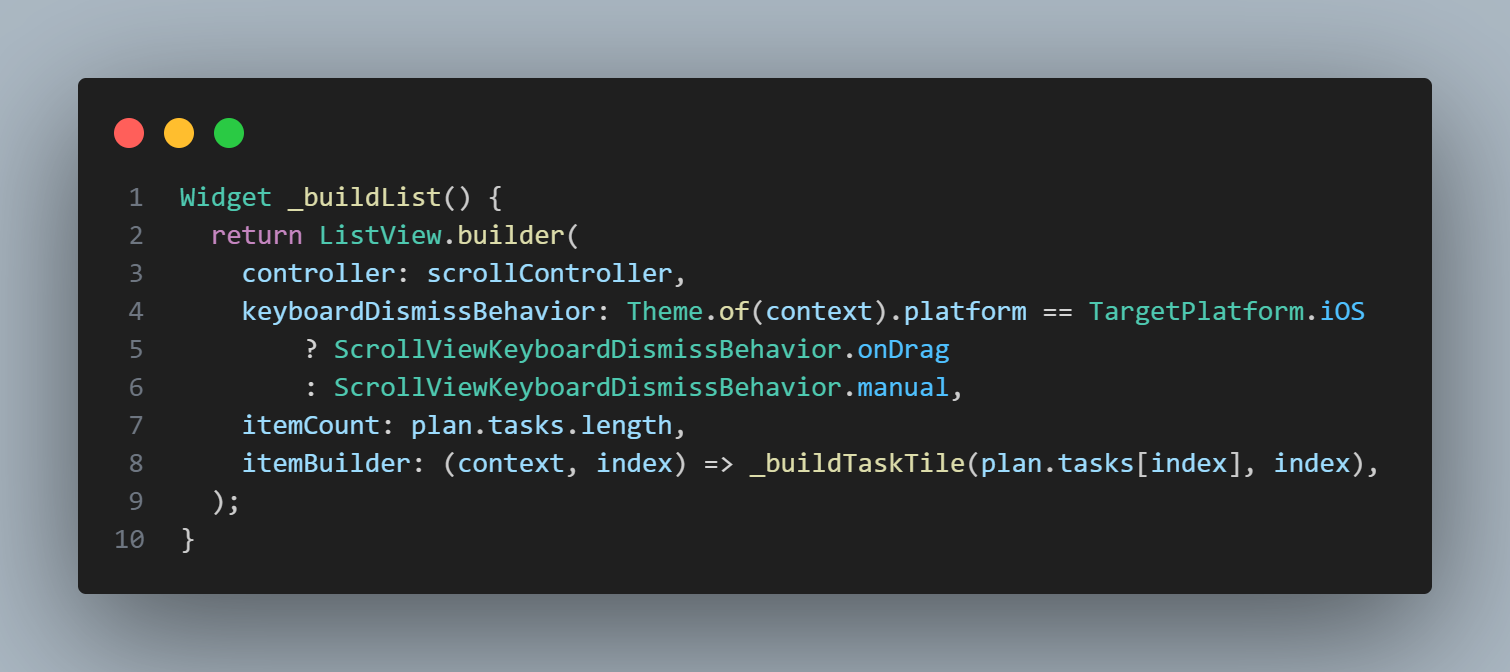 1 Widget _buildList() {
2   return ListView.builder(
3     controller: scrollController,
4     keyboardDismissBehavior: Theme.of(context).platform == TargetPlatform.iOS
5         ? ScrollViewKeyboardDismissBehavior.onDrag
6         : ScrollViewKeyboardDismissBehavior.manual,
7     itemCount: plan.tasks.length,
8     itemBuilder: (context, index) => _buildTaskTile(plan.tasks[index], index),
9   );
10 }